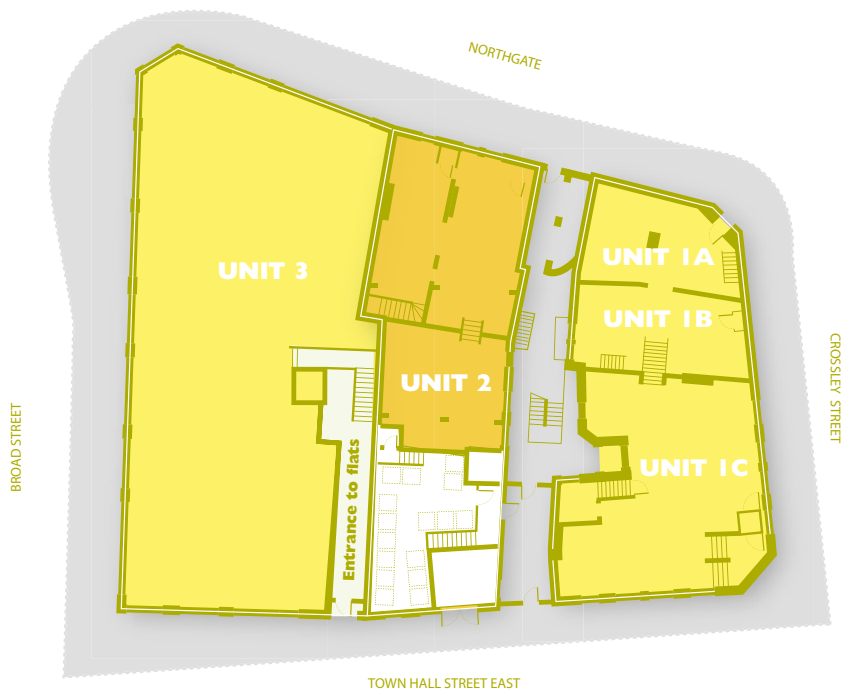 NORTHGATE
UNIT 1A
UNIT 3
UNIT 1B
UNIT 2
CROSSLEY STREET
BROAD STREET
UNIT 1C
Entrance to flats
TOWN HALL STREET EAST